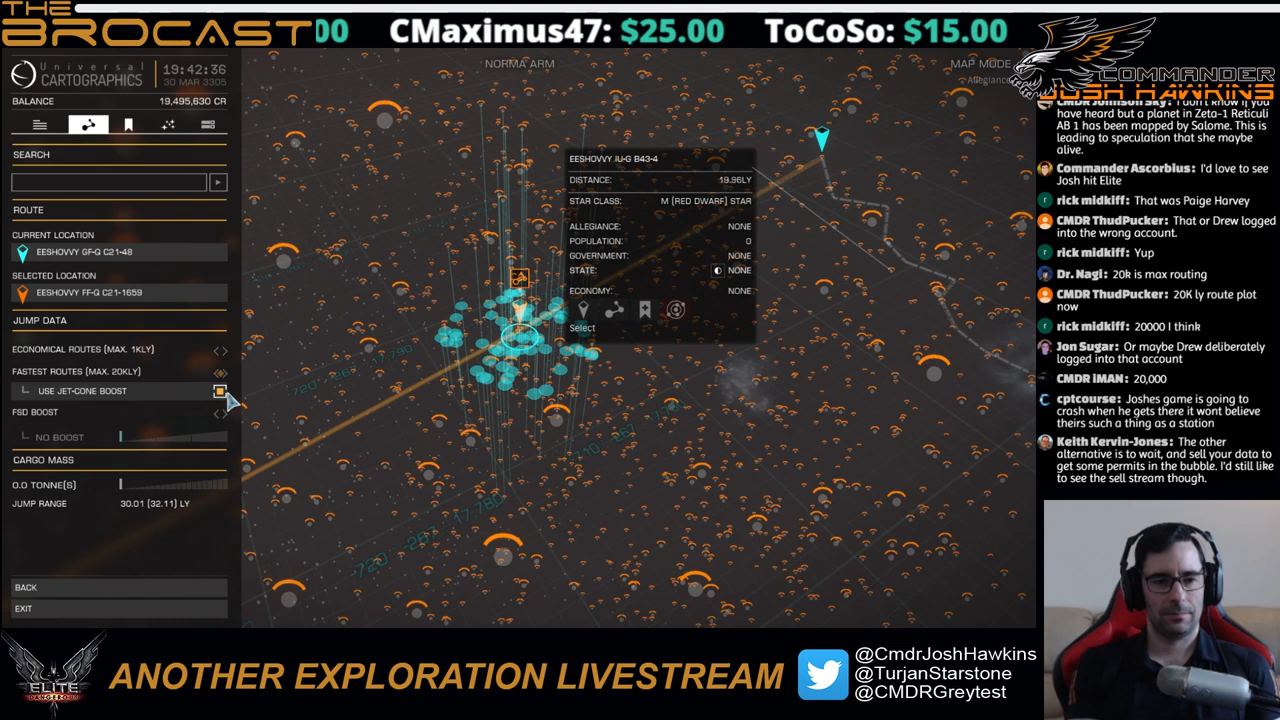 THE
BROCAST
00 CMaximus47: $25.00 ToCoSo: $15.00
COMMANDER
JOSH HAWKINS
Universal
CARTOGRAPHICS
19:42:36
30 MAR 3305
BALANCE 19,495,630 CR
SEARCH
ROUTE
CURRENT LOCATION
EESHOVVY GF-G C21-48
SELECTED LOCATION
EESHOVVY FF-G C21-1659
JUMP DATA
ECONOMICAL ROUTES (MAX. 1KLY)
FASTEST ROUTES (MAX. 20KLY)
USE JET-CONE BOOST
FSD BOOST
NO BOOST
CARGO MASS
0.0 TONNE(S)
JUMP RANGE 30.01 (32.11) LY
BACK
EXIT
NORMA ARM
MAP MODE
Allegiance
EESHOVVY IU-G B43-4
DISTANCE: 19.96LY
STAR CLASS: M (RED DWARF) STAR
ALLEGIANCE: NONE
POPULATION: 0
GOVERNMENT: NONE
STATE: NONE
ECONOMY: NONE
Select
CMDR Johnson Sky: I don't know if you
have heard but a planet in Zeta-1 Reticuli
AB 1 has been mapped by Salome. This is
leading to speculation that she maybe
alive.
Commander Ascorbius: I'd love to see
Josh hit Elite
rick midkiff: That was Paige Harvey
CMDR ThudPucker: That or Drew logged
into the wrong account.
rick midkiff: Yup
Dr. Nagi: 20k is max routing
CMDR ThudPucker: 20K ly route plot
now
rick midkiff: 20000 I think
Jon Sugar: Or maybe Drew deliberately
logged into that account
CMDR iMAN: 20,000
cptcourse: Joshes game is going to
crash when he gets there it wont believe
theirs such a thing as a station
Keith Kervin-Jones: The other
alternative is to wait, and sell your data to
get some permits in the bubble. I'd still like
to see the sell stream though.
ELITE
DANGEROUS
ANOTHER EXPLORATION LIVESTREAM
@CmdrJoshHawkins
@TurjanStarstone
@CMDRGreytest